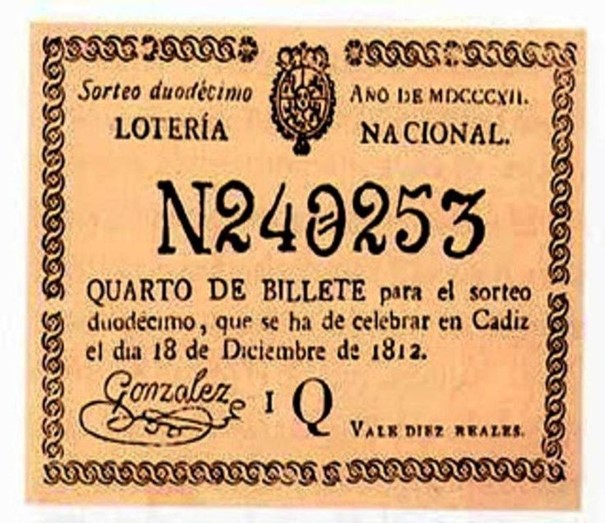 Sorteo duodécimo AÑO DE MDCCCXII.
LOTERÍA NACIONAL.
N240253
QUARTO DE BILLETE para el sorteo
duodécimo, que se ha de celebrar en Cadiz
el dia 18 de Diciembre de 1812.
Gonzalez I Q VALE DIEZ REALES.